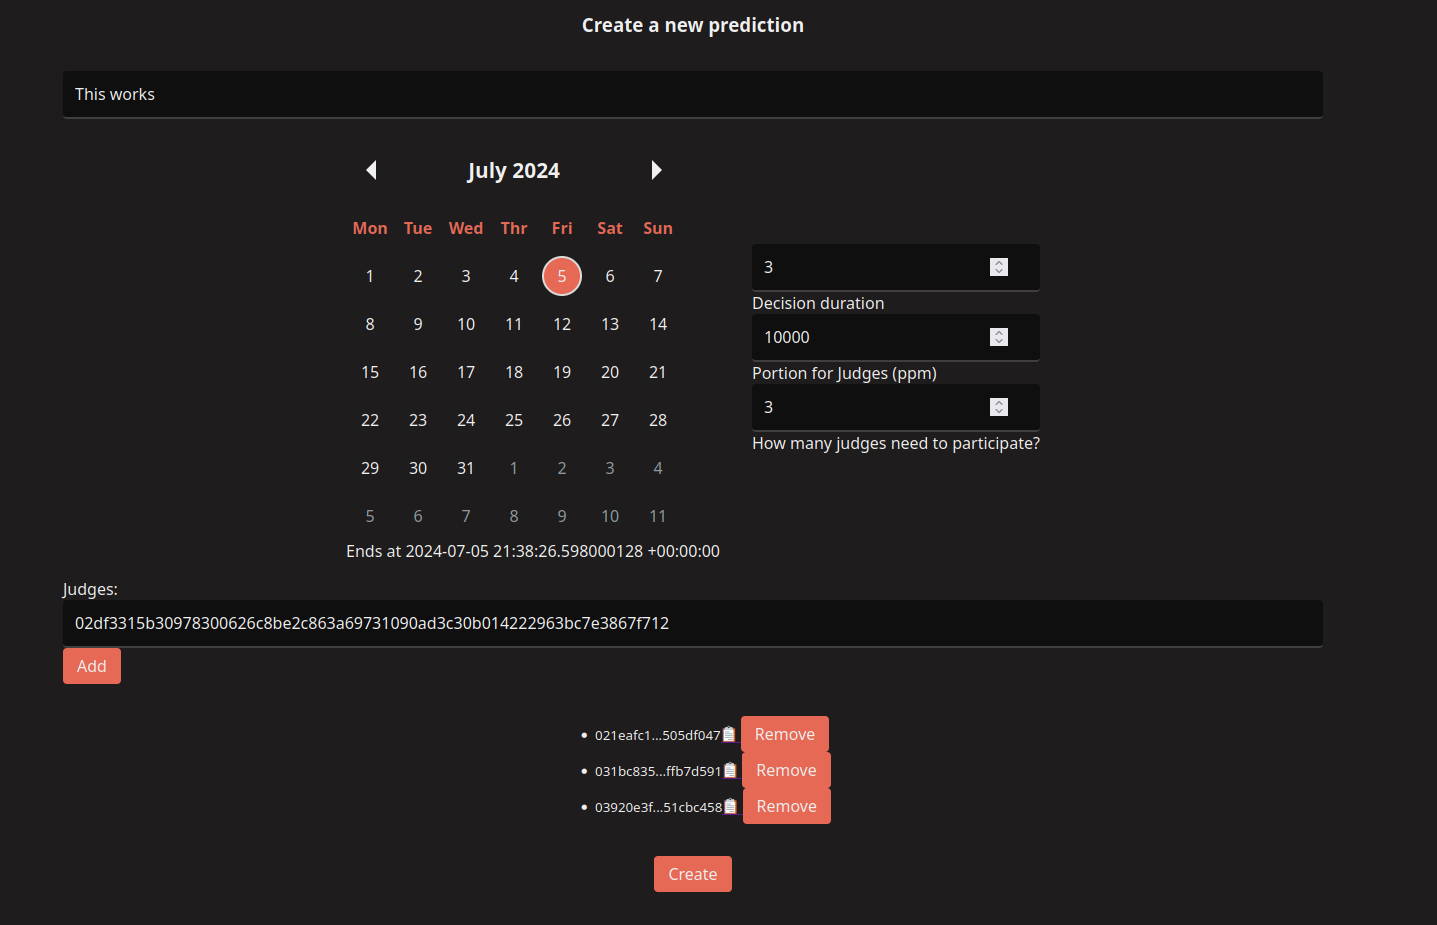 Create a new prediction
This works
July 2024
Mon Tue Wed Thr Fri Sat Sun
1 2 3 4 5 6 7
8 9 10 11 12 13 14
15 16 17 18 19 20 21
22 23 24 25 26 27 28
29 30 31 1 2 3 4
5 6 7 8 9 10 11
Ends at 2024-07-05 21:38:26.598000128 +00:00:00
3
Decision duration
10000
Portion for Judges (ppm)
3
How many judges need to participate?
Judges:
02df3315b30978300626c8be2c863a69731090ad3c30b014222963bc7e3867f712
Add
021eafc1...505df047 Remove
031bc835...ffb7d591 Remove
03920e3f...51cbc458 Remove
Create